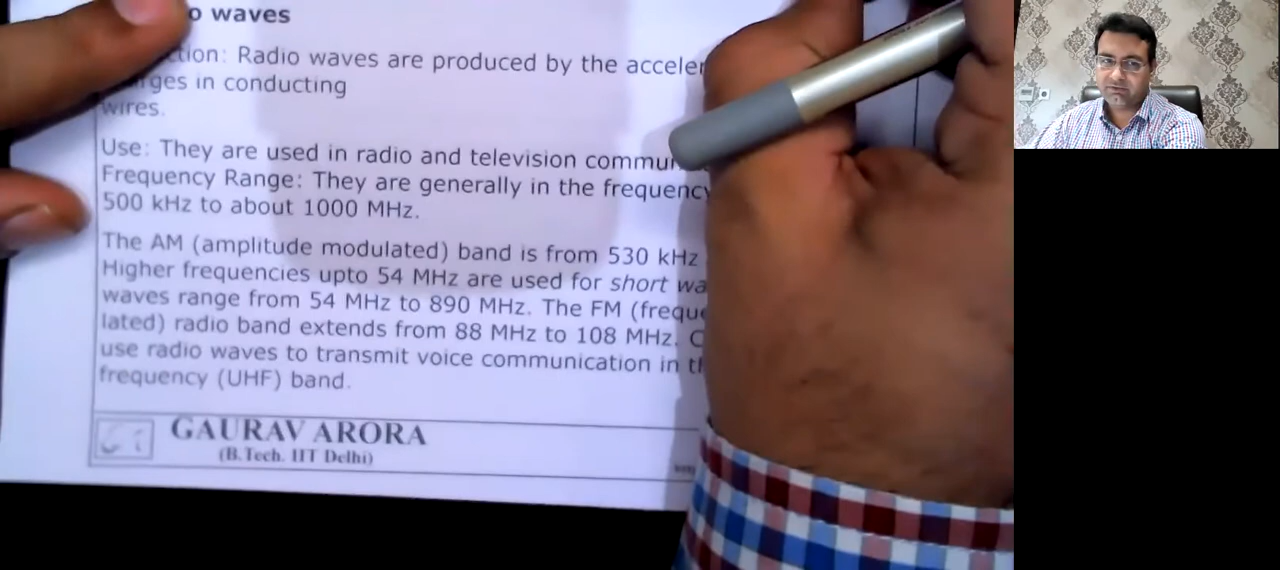 o waves
ction: Radio waves are produced by the acceler
ges in conducting
wires.
Use: They are used in radio and television commun
Frequency Range: They are generally in the frequency
500 kHz to about 1000 MHz.
The AM (amplitude modulated) band is from 530 kHz
Higher frequencies upto 54 MHz are used for short wa
waves range from 54 MHz to 890 MHz. The FM (freque
lated) radio band extends from 88 MHz to 108 MHz. C
use radio waves to transmit voice communication in th
frequency (UHF) band.
GAURAV ARORA
(B.Tech. IIT Delhi)